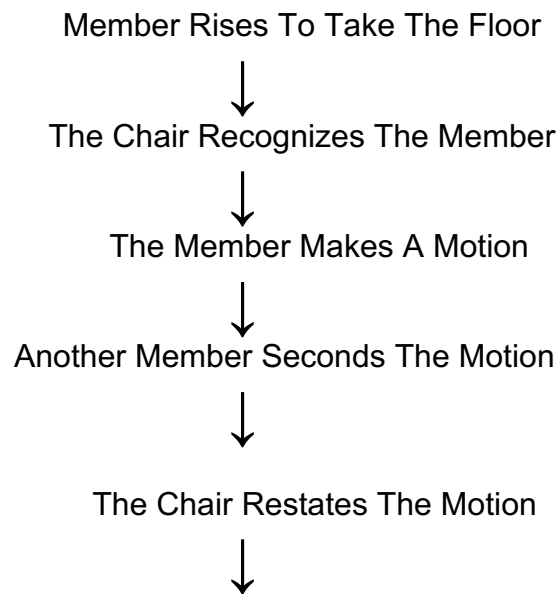 Member Rises To Take The Floor
The Chair Recognizes The Member
The Member Makes A Motion
Another Member Seconds The Motion
The Chair Restates The Motion